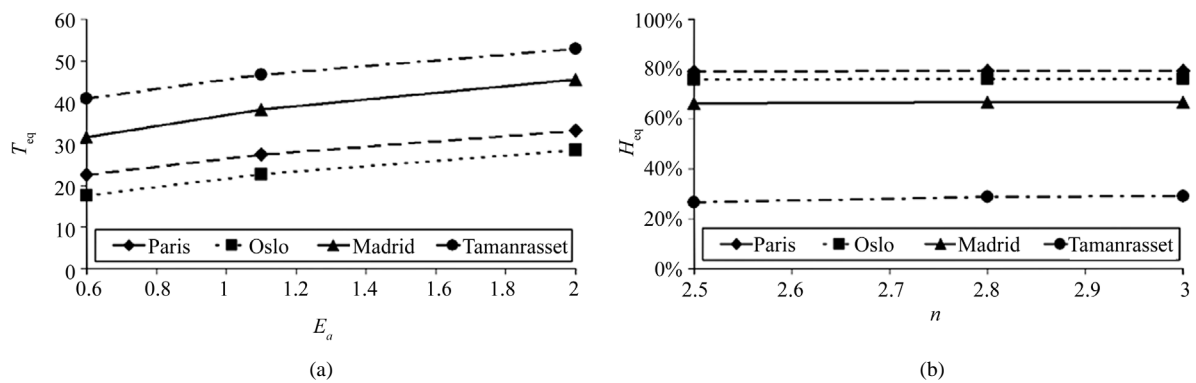 60
50
40
30
20
10
0
T_eq
0.6 0.8 1 1.2 1.4 1.6 1.8 2
E_a
Paris Oslo Madrid Tamanrasset
(a)
100%
80%
60%
40%
20%
0%
H_eq
2.5 2.6 2.7 2.8 2.9 3
n
Paris Oslo Madrid Tamanrasset
(b)